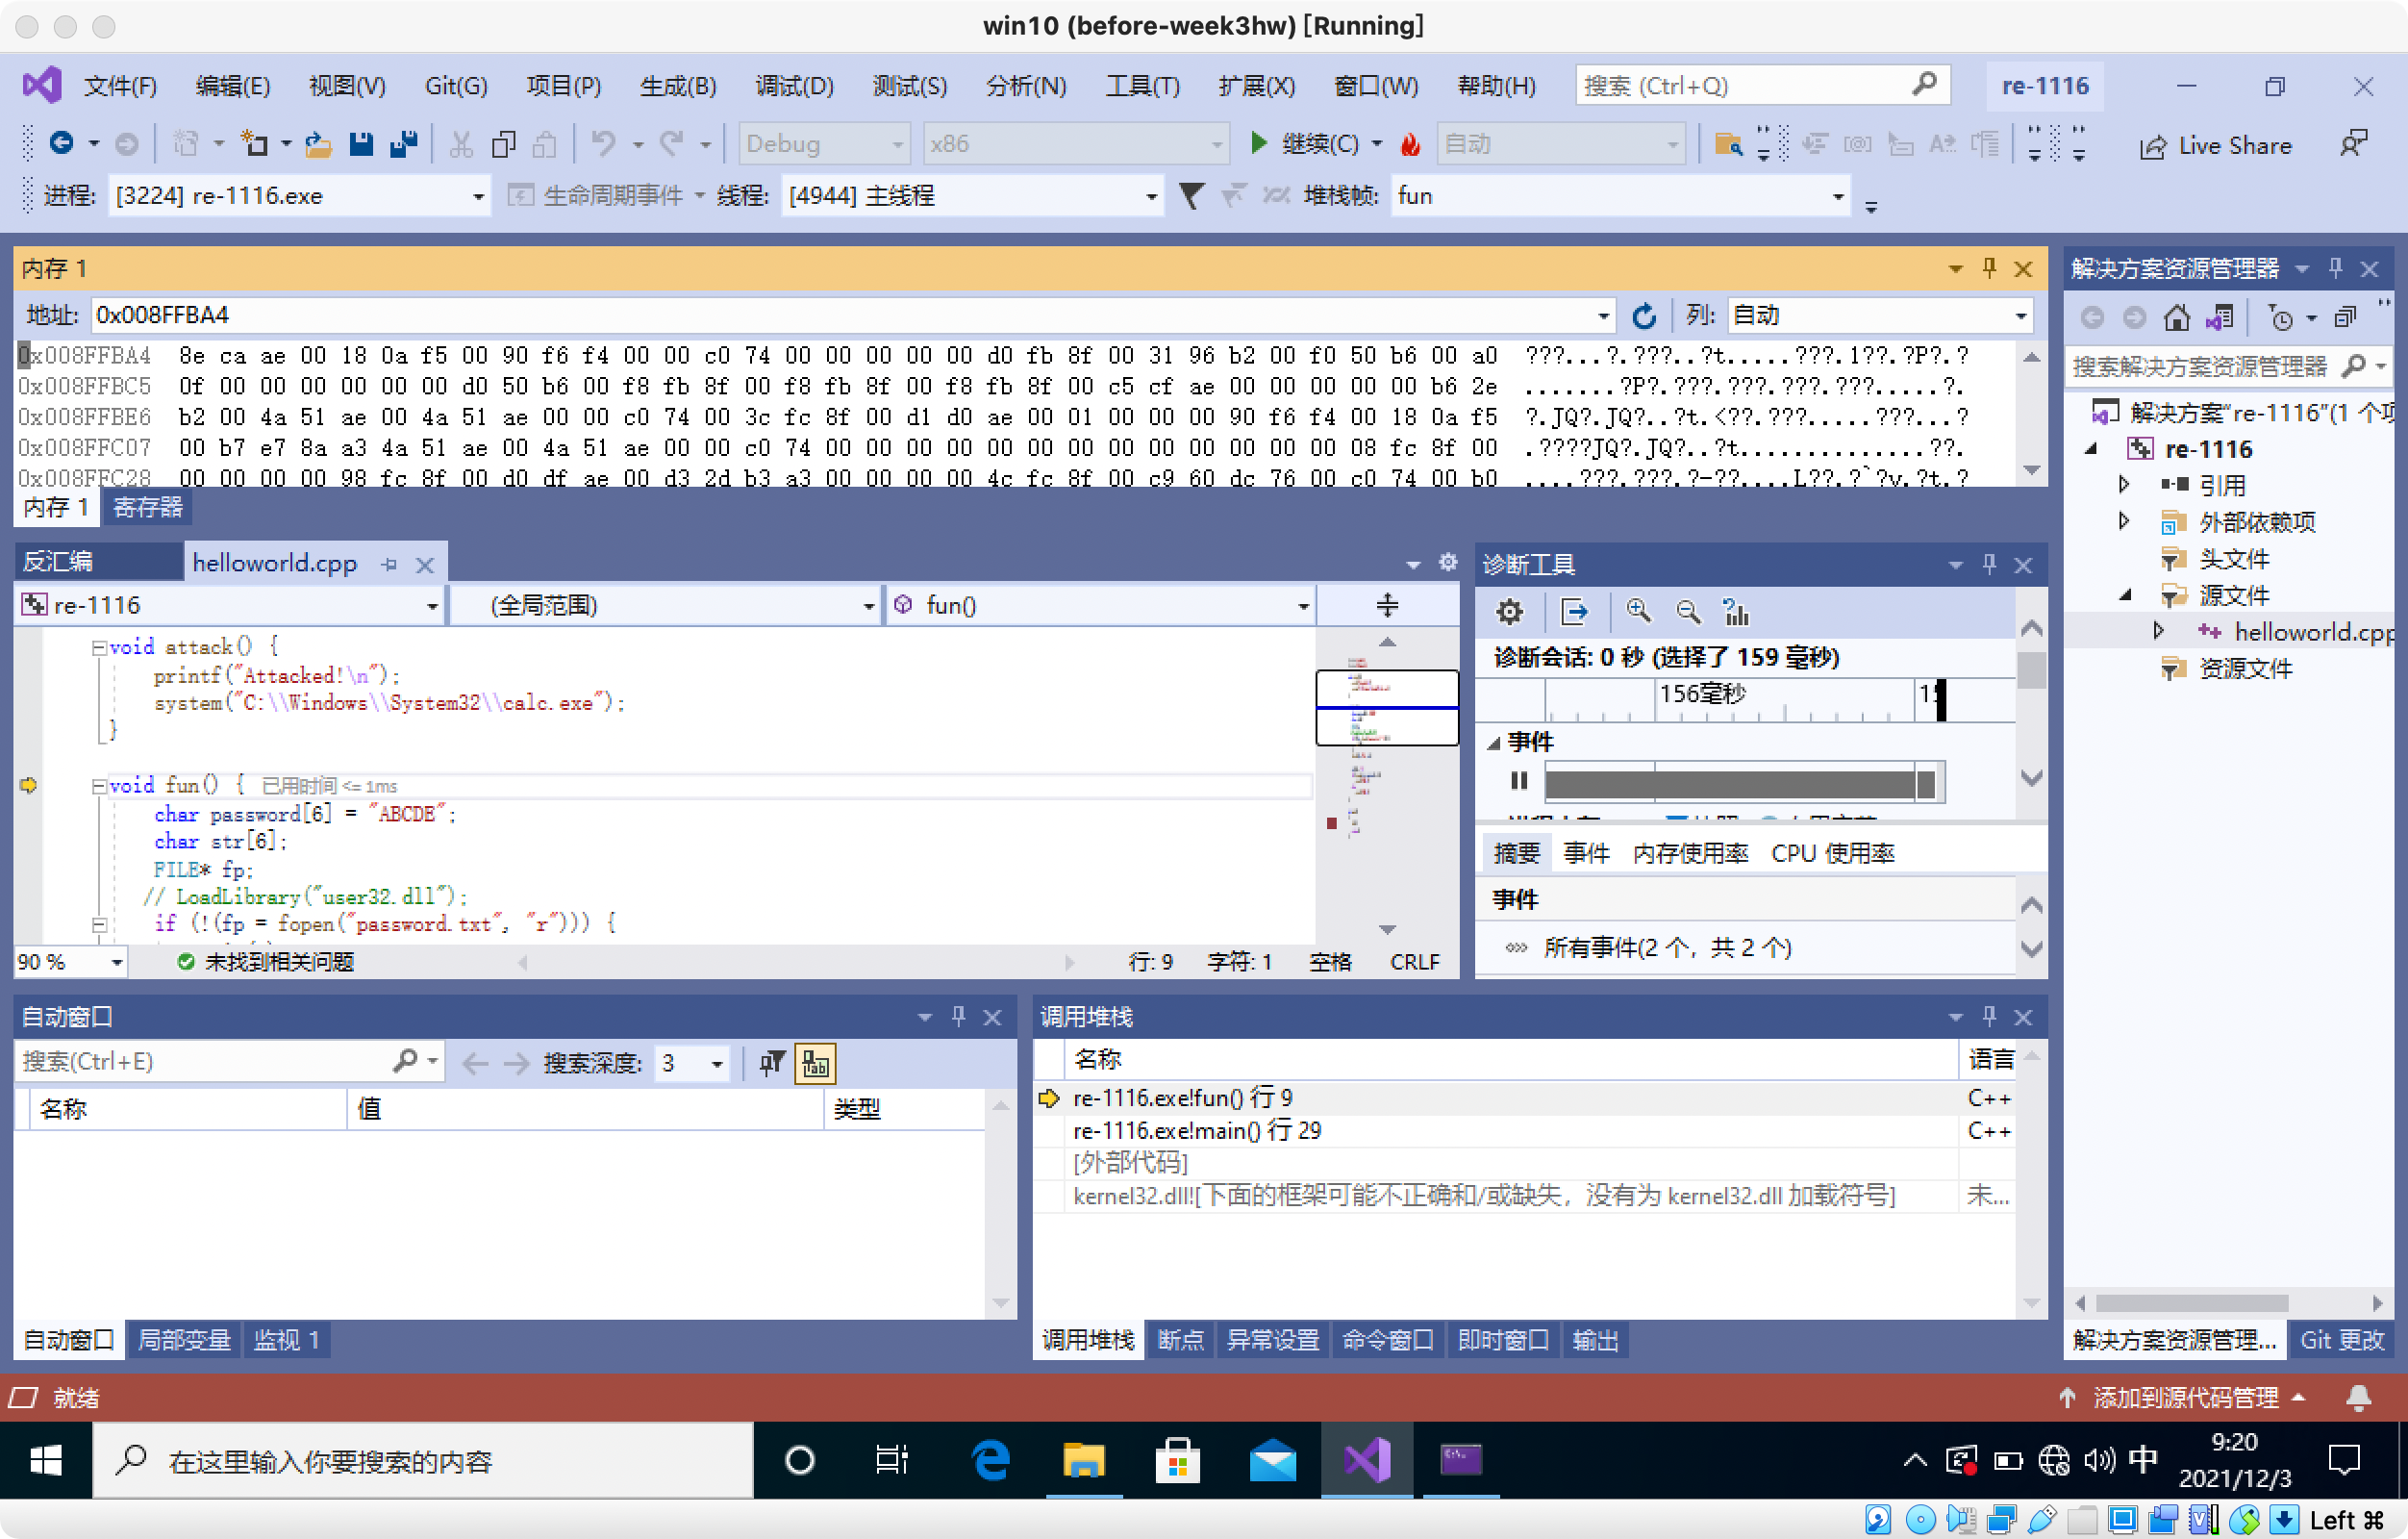 win10 (before-week3hw) [Running]
文件(F) 编辑(E) 视图(V) Git(G) 项目(P) 生成(B) 调试(D) 测试(S) 分析(N) 工具(T) 扩展(X) 窗口(W) 帮助(H) 搜索 (Ctrl+Q) re-1116
Debug x86 继续(C) 自动 Live Share
进程: [3224] re-1116.exe 生命周期事件 线程: [4944] 主线程 堆栈帧: fun
内存 1
地址: 0x008FFBA4 列: 自动
0x008FFBA4 8e ca ae 00 18 0a f5 00 90 f6 f4 00 00 c0 74 00 00 00 00 00 d0 fb 8f 00 31 96 b2 00 f0 50 b6 00 a0 ???...?.???..?t.....???.1??.?P?.?
0x008FFBC5 0f 00 00 00 00 00 00 d0 50 b6 00 f8 fb 8f 00 f8 fb 8f 00 f8 fb 8f 00 c5 cf ae 00 00 00 00 00 b6 2e .......?P?.???.???.???.???.....?.
0x008FFBE6 b2 00 4a 51 ae 00 4a 51 ae 00 00 c0 74 00 3c fc 8f 00 d1 d0 ae 00 01 00 00 00 90 f6 f4 00 18 0a f5 ?.JQ?.JQ?..?t.<??.???.....???...?
0x008FFC07 00 b7 e7 8a a3 4a 51 ae 00 4a 51 ae 00 00 c0 74 00 00 00 00 00 00 00 00 00 00 00 00 00 08 fc 8f 00 .????JQ?.JQ?..?t.............??.
0x008FFC28 00 00 00 00 98 fc 8f 00 d0 df ae 00 d3 2d b3 a3 00 00 00 00 4c fc 8f 00 c9 60 dc 76 00 c0 74 00 b0 ....???.???.?-??....L??.?`?v.?t.?
内存 1 寄存器
解决方案资源管理器
搜索解决方案资源管理器
解决方案"re-1116"(1 个项
re-1116
引用
外部依赖项
头文件
源文件
helloworld.cpp
资源文件
反汇编 helloworld.cpp
re-1116 (全局范围) fun()
void attack() {
printf("Attacked!\n");
system("C:\\Windows\\System32\\calc.exe");
}
void fun() { 已用时间 <= 1ms
char password[6] = "ABCDE";
char str[6];
FILE* fp;
// LoadLibrary("user32.dll");
if (!(fp = fopen("password.txt", "r"))) {
90 % 未找到相关问题 行: 9 字符: 1 空格 CRLF
诊断工具
诊断会话: 0 秒 (选择了 159 毫秒)
156毫秒
事件
摘要 事件 内存使用率 CPU 使用率
事件
所有事件(2 个，共 2 个)
自动窗口
搜索(Ctrl+E) 搜索深度: 3
名称 值 类型
自动窗口 局部变量 监视 1
调用堆栈
名称 语言
re-1116.exe!fun() 行 9 C++
re-1116.exe!main() 行 29 C++
[外部代码]
kernel32.dll![下面的框架可能不正确和/或缺失，没有为 kernel32.dll 加载符号] 未...
调用堆栈 断点 异常设置 命令窗口 即时窗口 输出
解决方案资源管理... Git 更改
就绪 添加到源代码管理
在这里输入你要搜索的内容
中 9:20
2021/12/3
Left ⌘